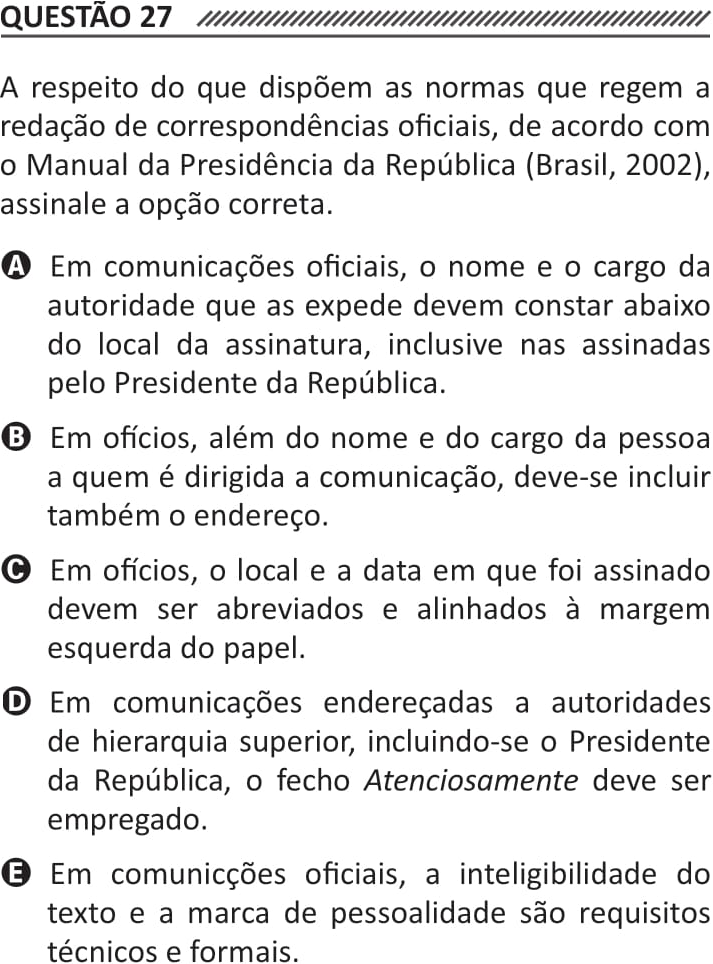 QUESTÃO 27
A respeito do que dispõem as normas que regem a
redação de correspondências oficiais, de acordo com
o Manual da Presidência da República (Brasil, 2002),
assinale a opção correta.
A Em comunicações oficiais, o nome e o cargo da
autoridade que as expede devem constar abaixo
do local da assinatura, inclusive nas assinadas
pelo Presidente da República.
B Em ofícios, além do nome e do cargo da pessoa
a quem é dirigida a comunicação, deve-se incluir
também o endereço.
C Em ofícios, o local e a data em que foi assinado
devem ser abreviados e alinhados à margem
esquerda do papel.
D Em comunicações endereçadas a autoridades
de hierarquia superior, incluindo-se o Presidente
da República, o fecho Atenciosamente deve ser
empregado.
E Em comunicções oficiais, a inteligibilidade do
texto e a marca de pessoalidade são requisitos
técnicos e formais.